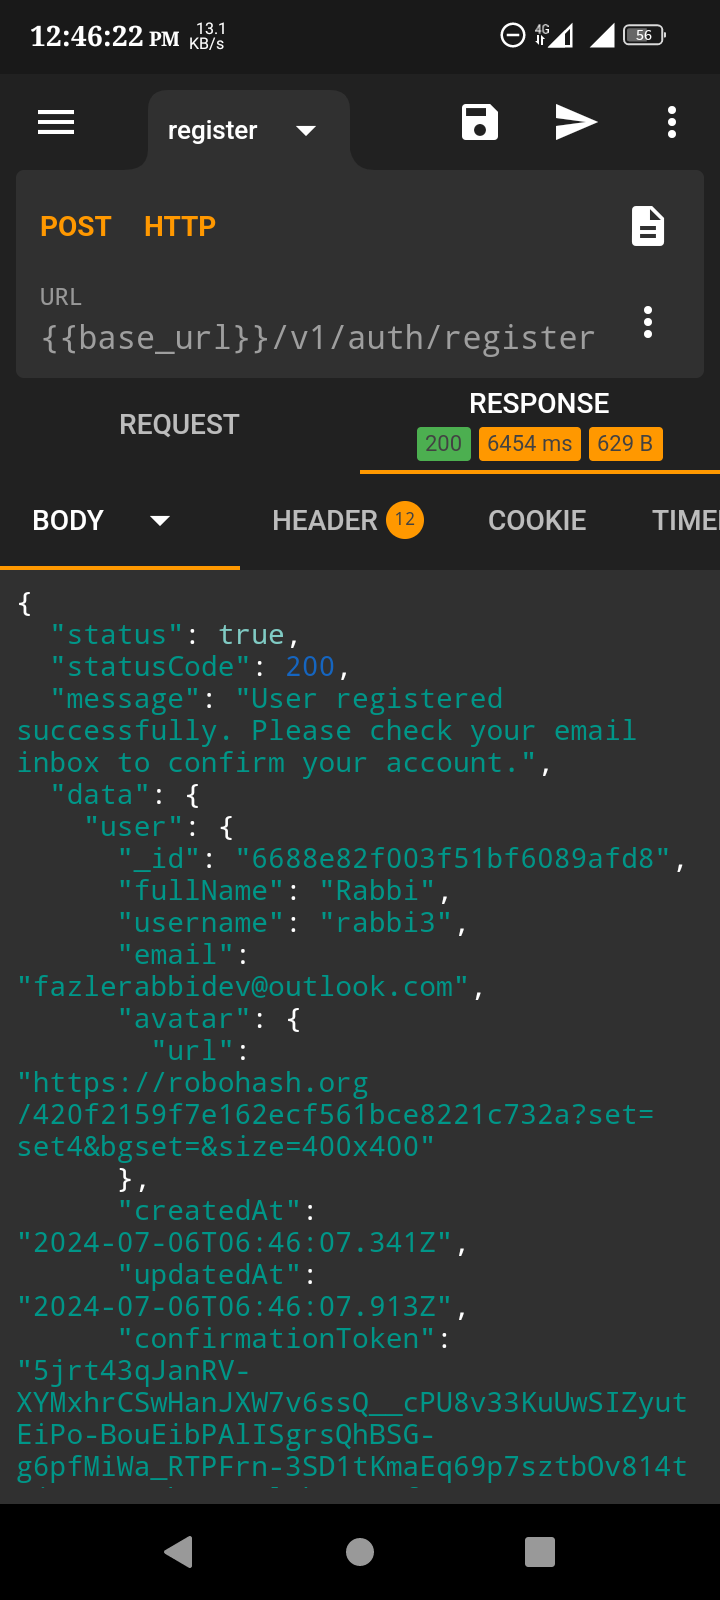 12:46:22 PM 13.1 KB/s 4G 56
register
POST HTTP
URL
{{base_url}}/v1/auth/register
REQUEST
RESPONSE
200 6454 ms 629 B
BODY HEADER 12 COOKIE TIME
{
  "status": true,
  "statusCode": 200,
  "message": "User registered
successfully. Please check your email
inbox to confirm your account.",
  "data": {
    "user": {
      "_id": "6688e82f003f51bf6089afd8",
      "fullName": "Rabbi",
      "username": "rabbi3",
      "email":
"fazlerabbidev@outlook.com",
      "avatar": {
        "url":
"https://robohash.org
/420f2159f7e162ecf561bce8221c732a?set=
set4&bgset=&size=400x400"
      },
      "createdAt":
"2024-07-06T06:46:07.341Z",
      "updatedAt":
"2024-07-06T06:46:07.913Z",
      "confirmationToken":
"5jrt43qJanRV-
XYMxhrCSwHanJXW7v6ssQ__cPU8v33KuUwSIZyut
EiPo-BouEibPAlISgrsQhBSG-
g6pfMiWa_RTPFrn-3SD1tKmaEq69p7sztbOv814t